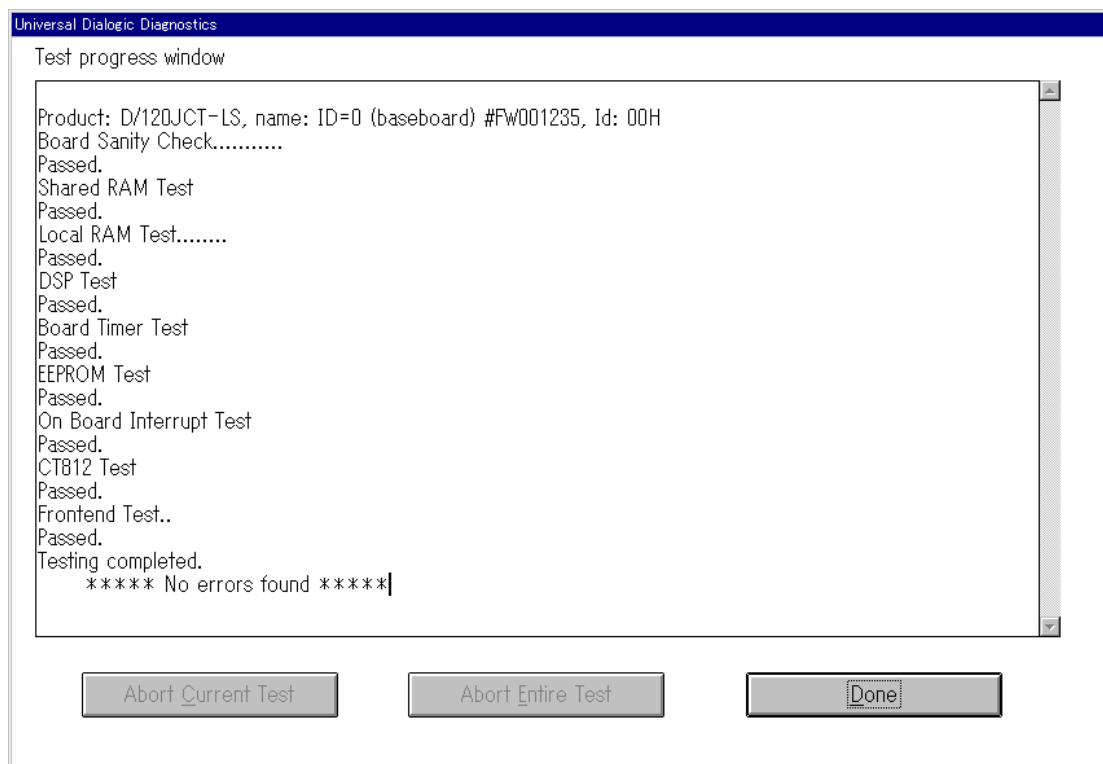 Universal Dialogic Diagnostics
Test progress window
Product: D/120JCT-LS, name: ID=0 (baseboard) #FW001235, Id: 00H
Board Sanity Check...........
Passed.
Shared RAM Test
Passed.
Local RAM Test........
Passed.
DSP Test
Passed.
Board Timer Test
Passed.
EEPROM Test
Passed.
On Board Interrupt Test
Passed.
CT812 Test
Passed.
Frontend Test..
Passed.
Testing completed.
***** No errors found *****
Abort Current Test
Abort Entire Test
Done